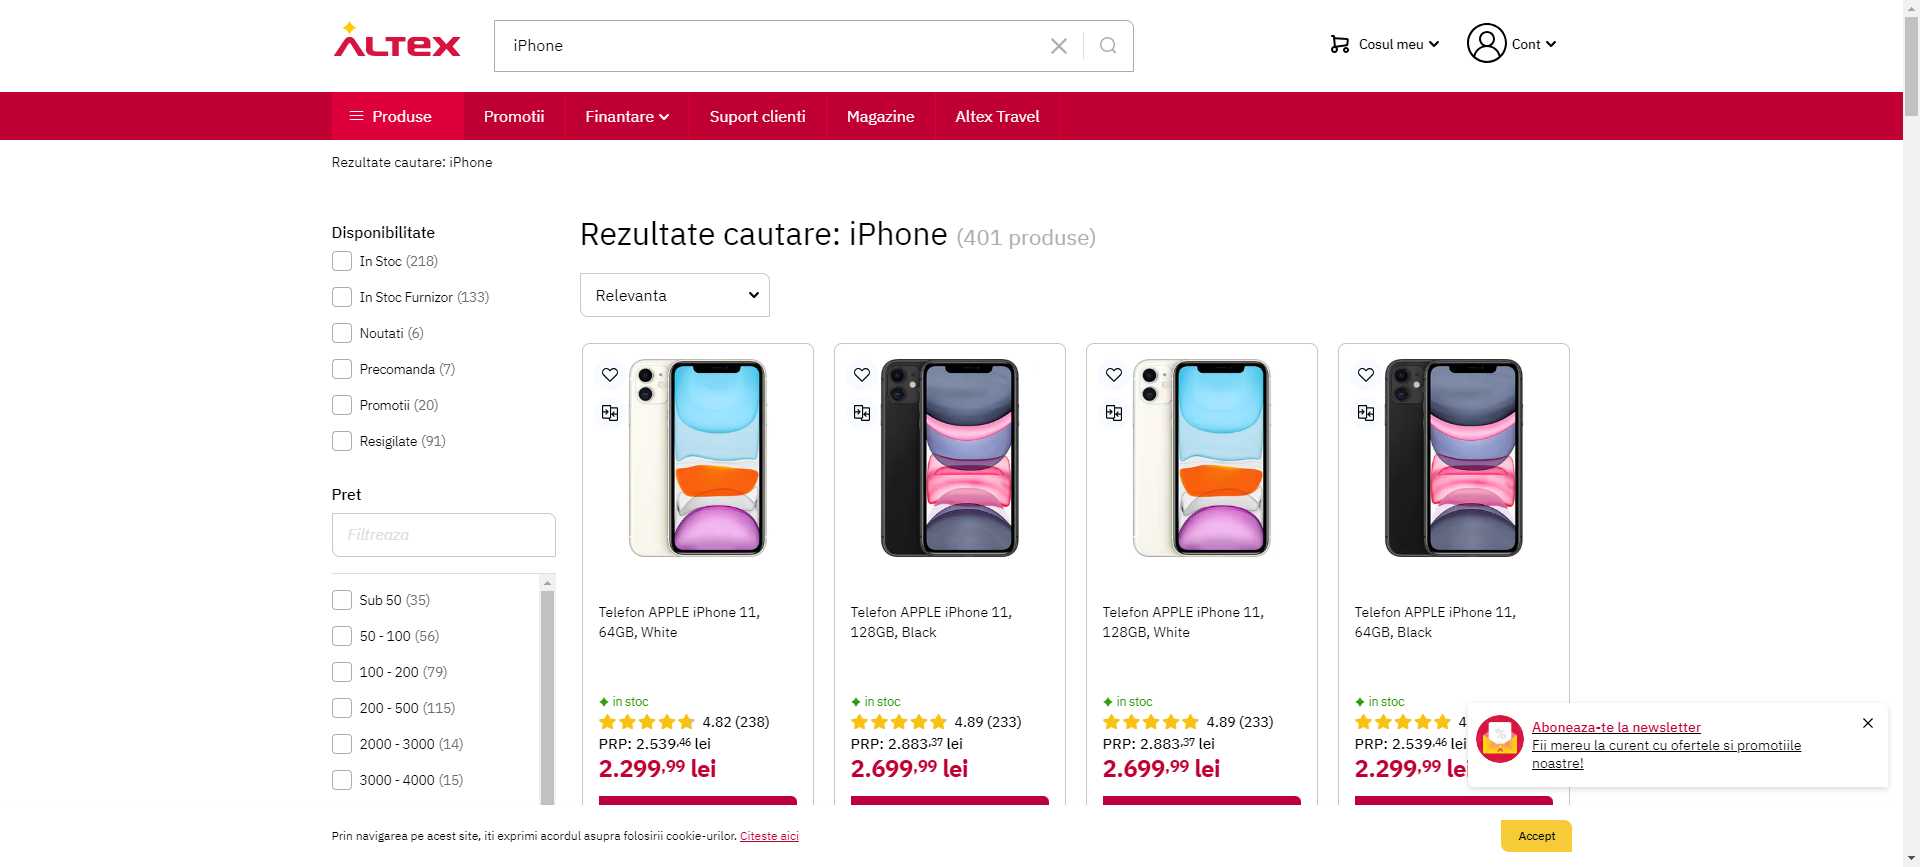 ALTEX
iPhone
Cosul meu
Cont
Produse
Promotii
Finantare
Suport clienti
Magazine
Altex Travel
Rezultate cautare: iPhone
Disponibilitate
In Stoc (218)
In Stoc Furnizor (133)
Noutati (6)
Precomanda (7)
Promotii (20)
Resigilate (91)
Pret
Filtreaza
Sub 50 (35)
50 - 100 (56)
100 - 200 (79)
200 - 500 (115)
2000 - 3000 (14)
3000 - 4000 (15)
Rezultate cautare: iPhone (401 produse)
Relevanta
Telefon APPLE iPhone 11,
64GB, White
in stoc
4.82 (238)
PRP: 2.539,46 lei
2.299,99 lei
Telefon APPLE iPhone 11,
128GB, Black
in stoc
4.89 (233)
PRP: 2.883,37 lei
2.699,99 lei
Telefon APPLE iPhone 11,
128GB, White
in stoc
4.89 (233)
PRP: 2.883,37 lei
2.699,99 lei
Telefon APPLE iPhone 11,
64GB, Black
in stoc
PRP: 2.539,46 lei
2.299,99
Aboneaza-te la newsletter
Fii mereu la curent cu ofertele si promotiile
noastre!
Prin navigarea pe acest site, iti exprimi acordul asupra folosirii cookie-urilor. Citeste aici
Accept